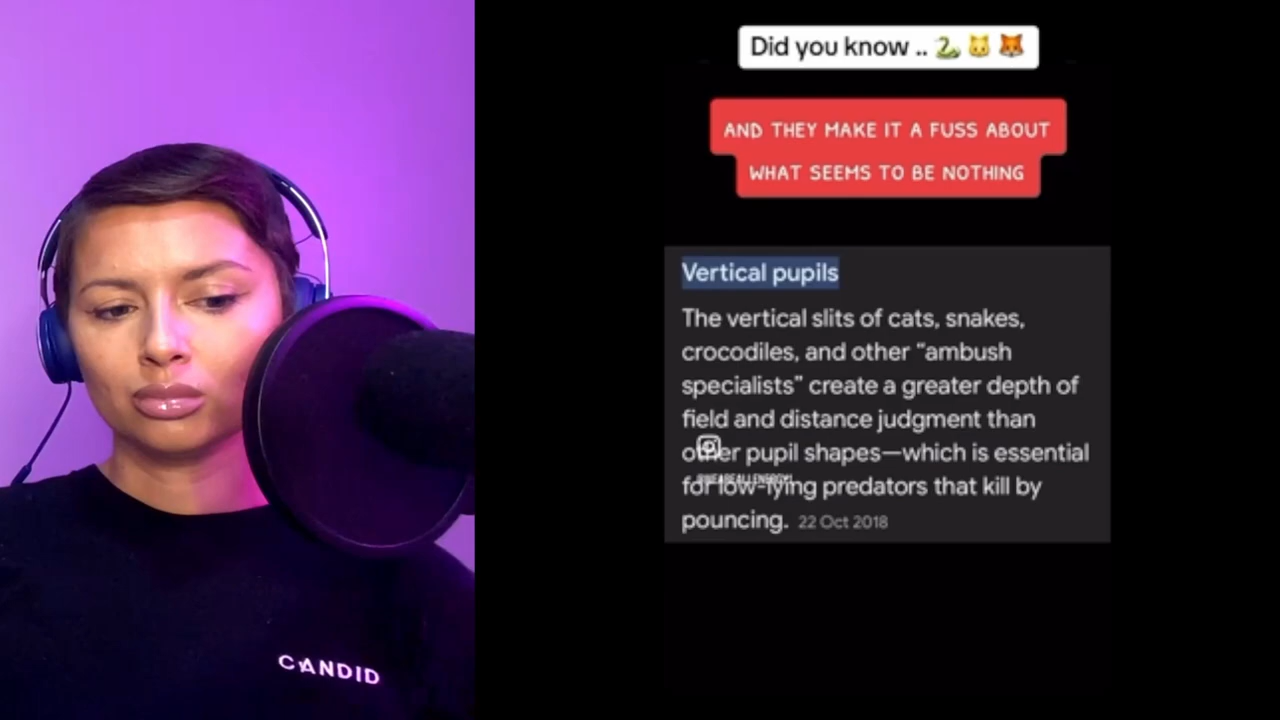 Did you know .. 🐍 🐱 🦊
AND THEY MAKE IT A FUSS ABOUT
WHAT SEEMS TO BE NOTHING
Vertical pupils
The vertical slits of cats, snakes,
crocodiles, and other “ambush
specialists” create a greater depth of
field and distance judgment than
other pupil shapes—which is essential
for low-lying predators that kill by
pouncing. 22 Oct 2018
CANDID